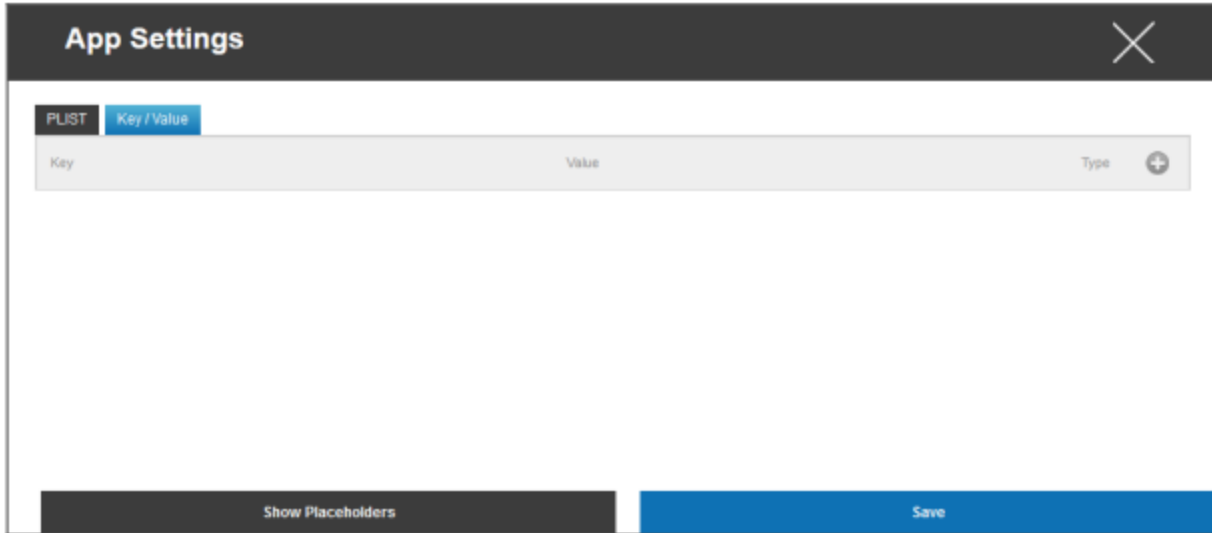 App Settings
PLIST Key / Value
Key Value Type
Show Placeholders Save